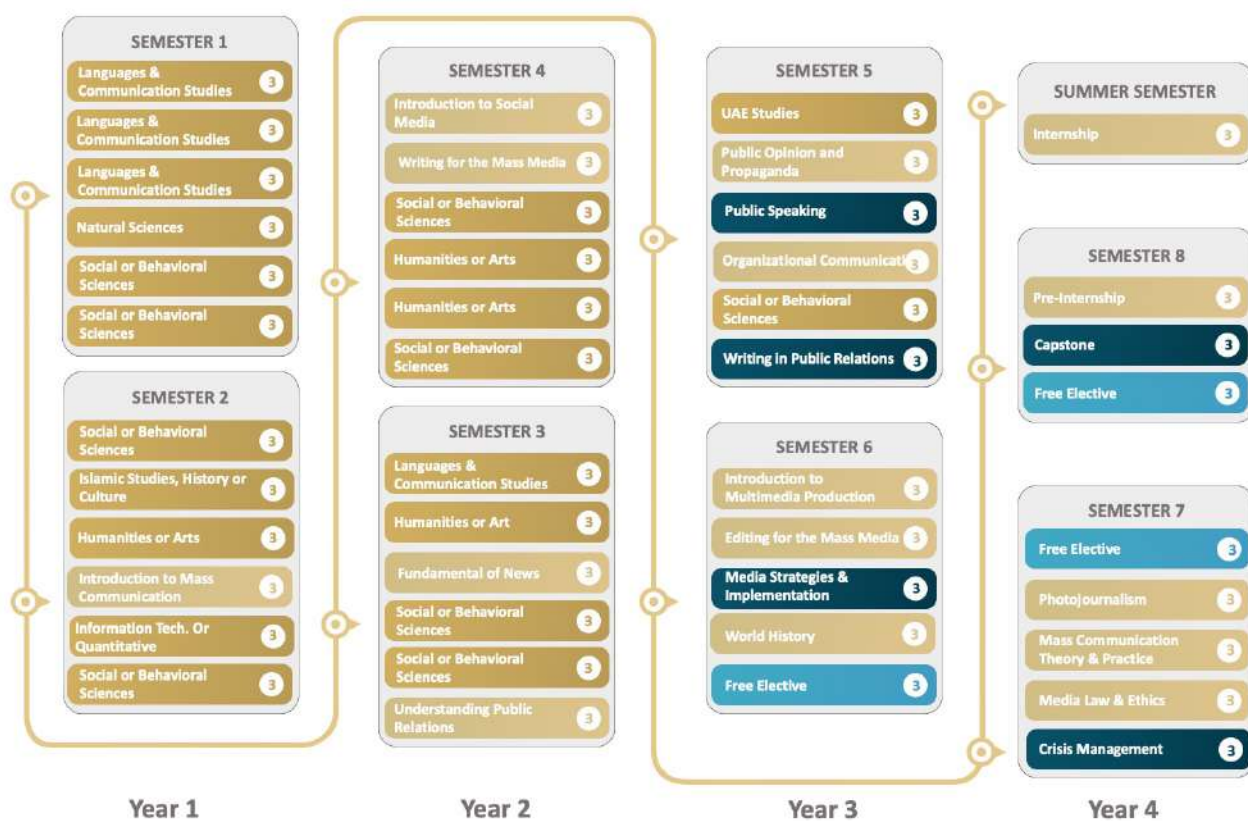 SEMESTER 1
Languages &
Communication Studies
3
Languages &
Communication Studies
3
Languages &
Communication Studies
3
Natural Sciences
3
Social or Behavioral
Sciences
3
Social or Behavioral
Sciences
3
SEMESTER 2
Social or Behavioral
Sciences
3
Islamic Studies, History or
Culture
3
Humanities or Arts
3
Introduction to Mass
Communication
3
Information Tech. Or
Quantitative
3
Social or Behavioral
Sciences
3
Year 1
SEMESTER 4
Introduction to Social
Media
3
Writing for the Mass Media
3
Social or Behavioral
Sciences
3
Humanities or Arts
3
Humanities or Arts
3
Social or Behavioral
Sciences
3
SEMESTER 3
Languages &
Communication Studies
3
Humanities or Art
3
Fundamental of News
3
Social or Behavioral
Sciences
3
Social or Behavioral
Sciences
3
Understanding Public
Relations
3
Year 2
SEMESTER 5
UAE Studies
3
Public Opinion and
Propaganda
3
Public Speaking
3
Organizational Communicati
3
Social or Behavioral
Sciences
3
Writing in Public Relations
3
SEMESTER 6
Introduction to
Multimedia Production
3
Editing for the Mass Media
3
Media Strategies &
Implementation
3
World History
3
Free Elective
3
Year 3
SUMMER SEMESTER
Internship
3
SEMESTER 8
Pre-Internship
3
Capstone
3
Free Elective
3
SEMESTER 7
Free Elective
3
Photojournalism
3
Mass Communication
Theory & Practice
3
Media Law & Ethics
3
Crisis Management
3
Year 4